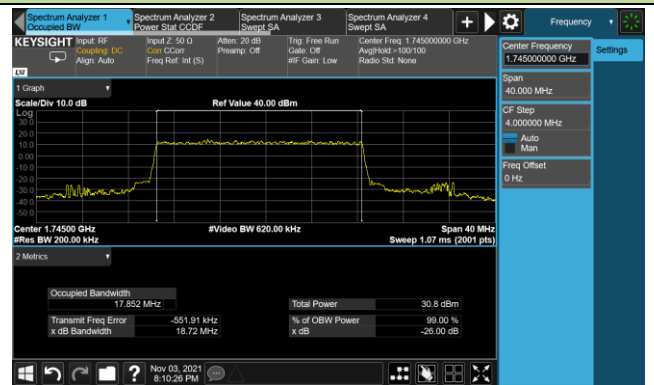 Spectrum Analyzer 1
Occupied BW
Spectrum Analyzer 2
Power Stat CCDF
Spectrum Analyzer 3
Swept SA
Spectrum Analyzer 4
Swept SA
Frequency
KEYSIGHT
Input: RF
Coupling: DC
Align: Auto
Input Z: 50 Ω
Corr CCorr
Freq Ref: Int (S)
Atten: 20 dB
Preamp: Off
Trig: Free Run
Gate: Off
#IF Gain: Low
Center Freq: 1.745000000 GHz
Avg|Hold:>100/100
Radio Std: None
Center Frequency
1.745000000 GHz
Settings
Span
40.000 MHz
CF Step
4.000000 MHz
Auto
Man
Freq Offset
0 Hz
1 Graph
Scale/Div 10.0 dB
Ref Value 40.00 dBm
Log
30.0
20.0
10.0
0.00
-10.0
-20.0
-30.0
-40.0
-50.0
Center 1.74500 GHz
#Res BW 200.00 kHz
#Video BW 620.00 kHz
Span 40 MHz
Sweep 1.07 ms (2001 pts)
2 Metrics
Occupied Bandwidth
17.852 MHz
Total Power 30.8 dBm
Transmit Freq Error -551.91 kHz
% of OBW Power 99.00 %
x dB Bandwidth 18.72 MHz
x dB -26.00 dB
?
Nov 03, 2021
8:10:26 PM